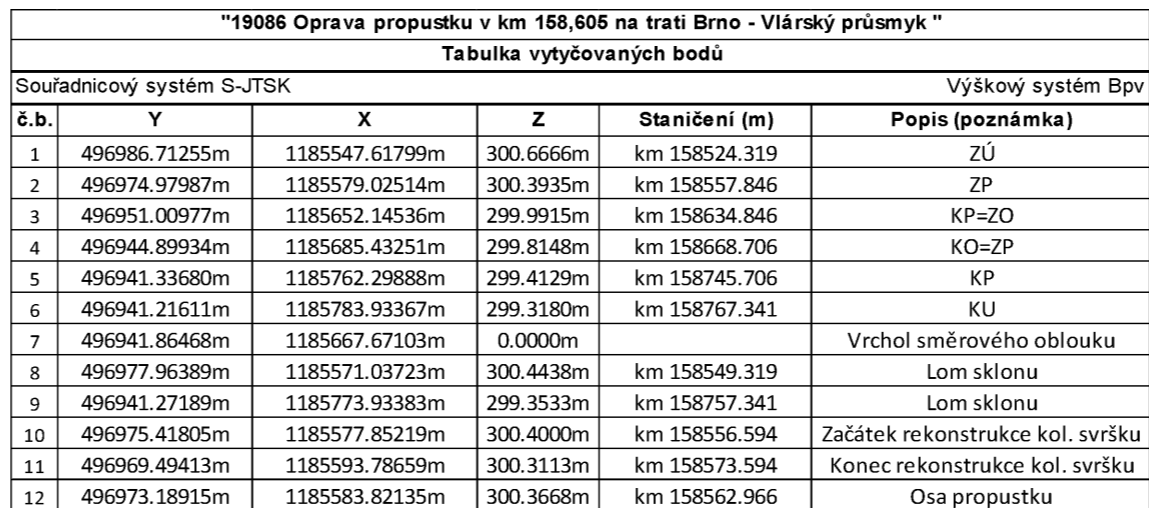 "19086 Oprava propustku v km 158,605 na trati Brno - Vlárský průsmyk "
Tabulka vytyčovaných bodů
Souřadnicový systém S-JTSK Výškový systém Bpv
č.b. Y X Z Staničení (m) Popis (poznámka)
1 496986.71255m 1185547.61799m 300.6666m km 158524.319 ZÚ
2 496974.97987m 1185579.02514m 300.3935m km 158557.846 ZP
3 496951.00977m 1185652.14536m 299.9915m km 158634.846 KP=ZO
4 496944.89934m 1185685.43251m 299.8148m km 158668.706 KO=ZP
5 496941.33680m 1185762.29888m 299.4129m km 158745.706 KP
6 496941.21611m 1185783.93367m 299.3180m km 158767.341 KU
7 496941.86468m 1185667.67103m 0.0000m Vrchol směrového oblouku
8 496977.96389m 1185571.03723m 300.4438m km 158549.319 Lom sklonu
9 496941.27189m 1185773.93383m 299.3533m km 158757.341 Lom sklonu
10 496975.41805m 1185577.85219m 300.4000m km 158556.594 Začátek rekonstrukce kol. svršku
11 496969.49413m 1185593.78659m 300.3113m km 158573.594 Konec rekonstrukce kol. svršku
12 496973.18915m 1185583.82135m 300.3668m km 158562.966 Osa propustku